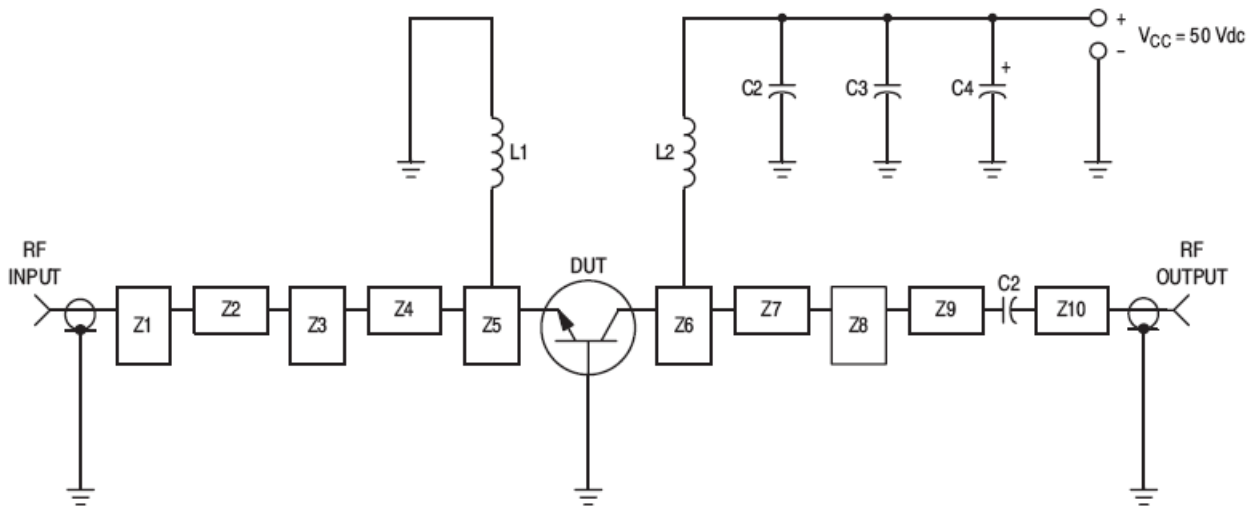 +
V_CC = 50 Vdc
–
C2
C3
C4
+
L1
L2
RF
INPUT
DUT
RF
OUTPUT
Z1
Z2
Z3
Z4
Z5
Z6
Z7
Z8
Z9
C2
Z10